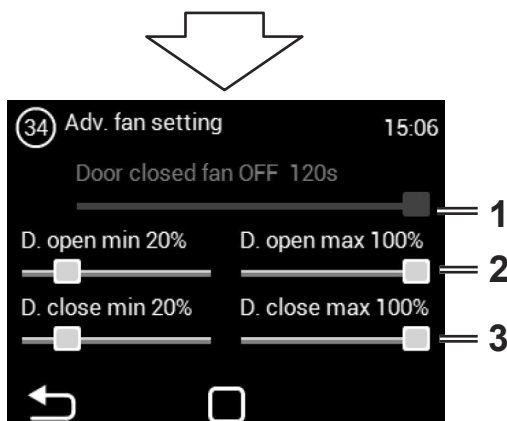 34 Adv. fan setting 15:06
Door closed fan OFF 120s
1
D. open min 20% D. open max 100%
2
D. close min 20% D. close max 100%
3